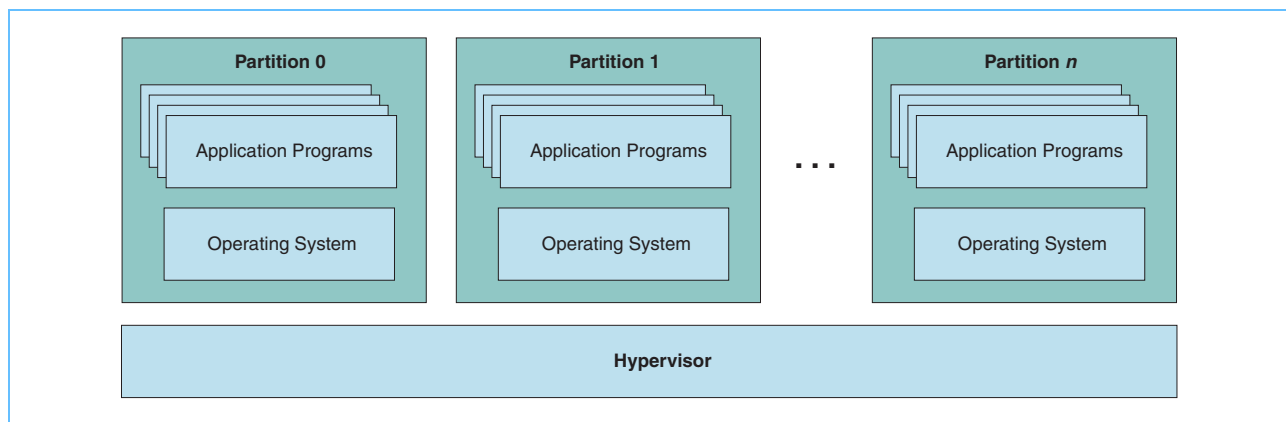 Partition 0
Partition 1
Partition n
Application Programs
Application Programs
. . .
Application Programs
Operating System
Operating System
Operating System
Hypervisor